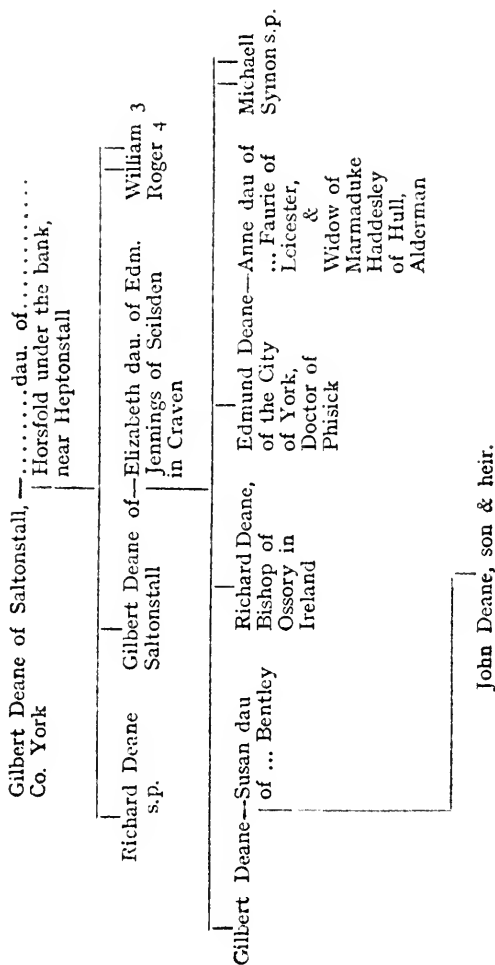 Gilbert Deane of Saltonstall, —........dau. of..............
Co. York
Horsfold under the bank,
near Heptonstall
Richard Deane
s.p.
Gilbert Deane of—Elizabeth dau. of Edm.
Saltonstall
Jennings of Scilsden
in Craven
William 3
Roger 4
Gilbert Deane—Susan dau
of ... Bentley
Richard Deane,
Bishop of
Ossory in
Ireland
Edmund Deane—Anne dau of
of the City
of York,
Doctor of
Phisick
... Faurie of
Leicester,
&
Widow of
Marmaduke
Haddesley
of Hull,
Alderman
Michaell
Symon s.p.
John Deane, son & heir.